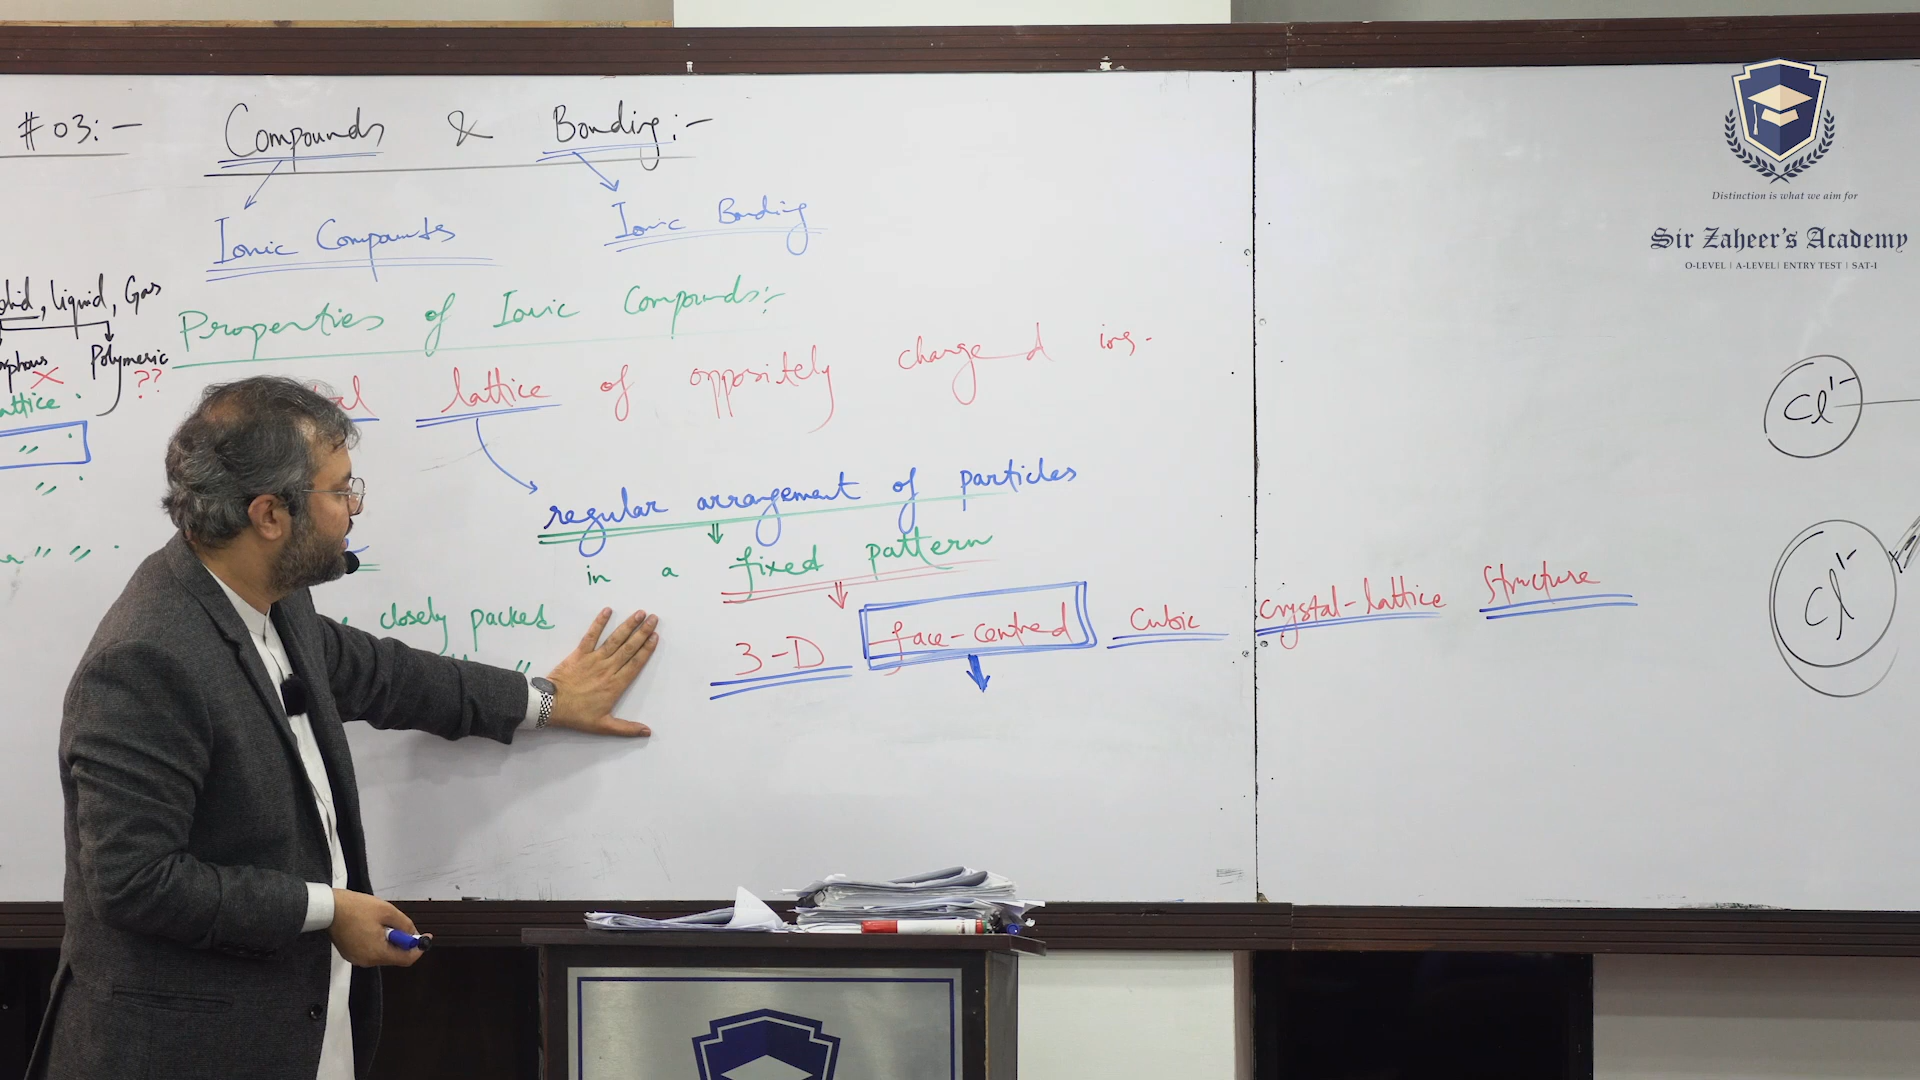 #03:- Compounds & Bonding:-
Ionic Compounds
Ionic Bonding
Solid, liquid, Gas
Polymeric
??
lattice
Properties of Ionic Compounds:-
lattice of oppositely charged ions.
regular arrangement of particles
in a fixed pattern
closely packed
3-D face-centred Cubic Crystal-lattice Structure
Cl1-
Cl1-
Distinction is what we aim for
Sir Zaheer's Academy
O-LEVEL | A-LEVEL | ENTRY TEST | SAT-I